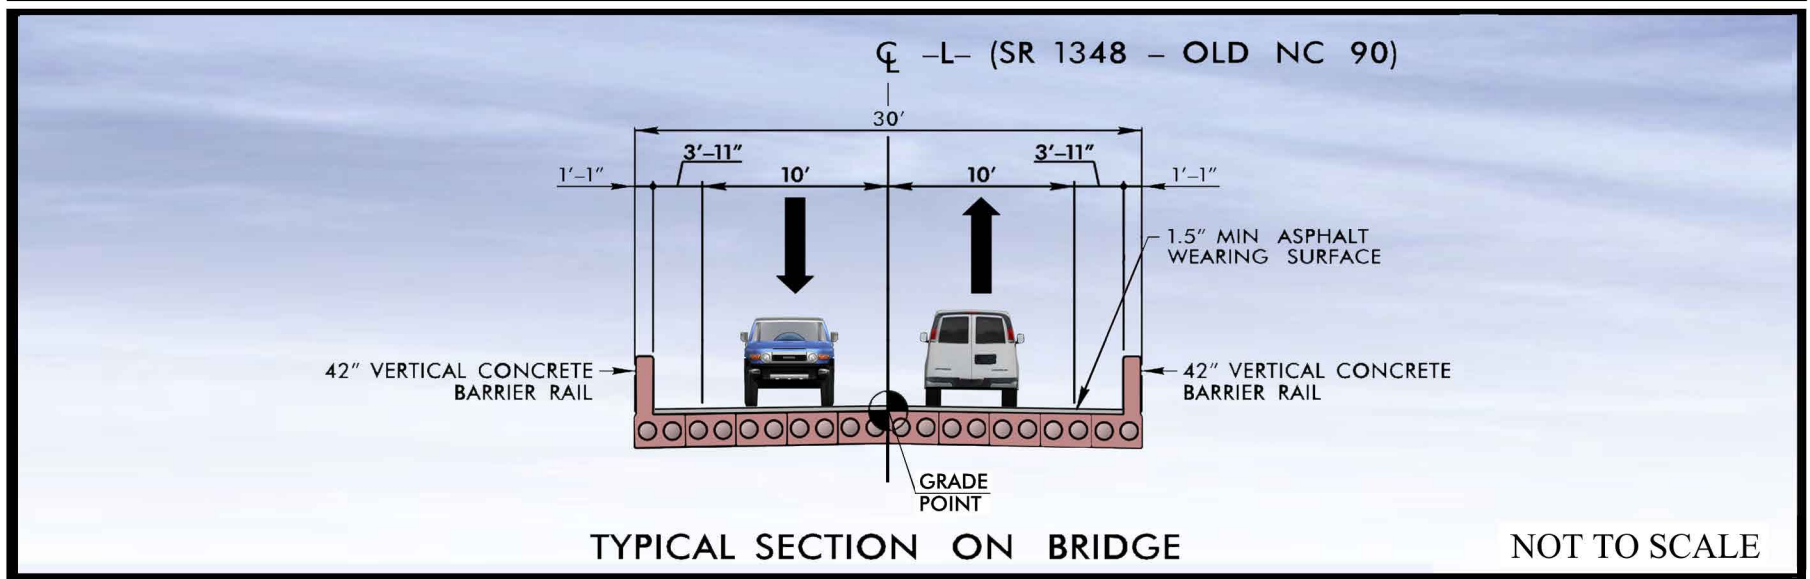 ℄ –L– (SR 1348 – OLD NC 90)
30'
3'–11" 3'–11"
1'–1" 10' 10' 1'–1"
1.5" MIN ASPHALT
WEARING SURFACE
42" VERTICAL CONCRETE
BARRIER RAIL
42" VERTICAL CONCRETE
BARRIER RAIL
GRADE
POINT
TYPICAL SECTION ON BRIDGE
NOT TO SCALE